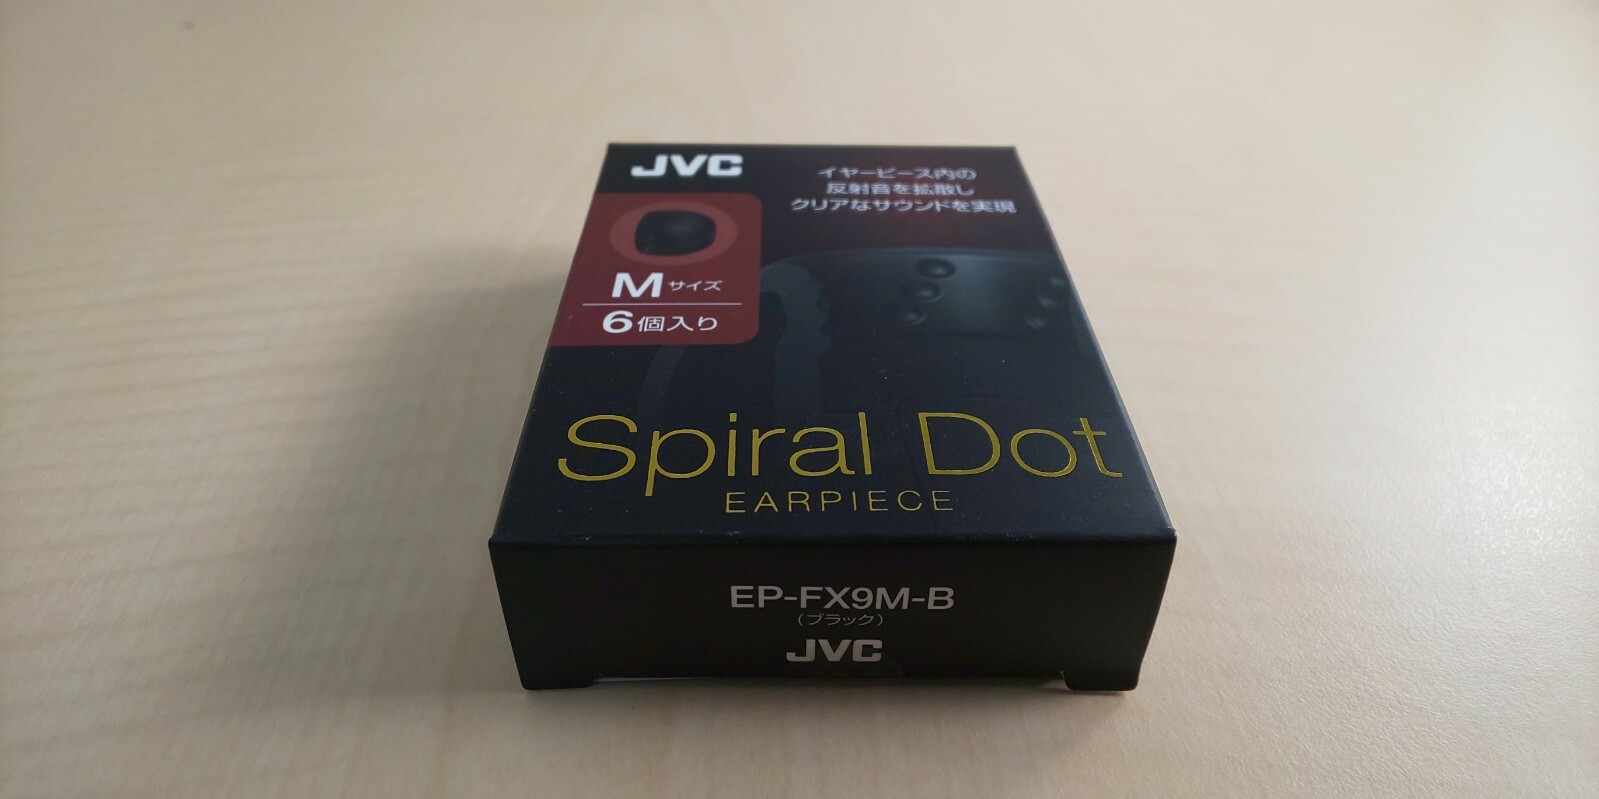 JVC
イヤーピース内の
反射音を拡散し
クリアなサウンドを実現
Mサイズ
6個入り
Spiral Dot
EARPIECE
EP-FX9M-B
(ブラック)
JVC